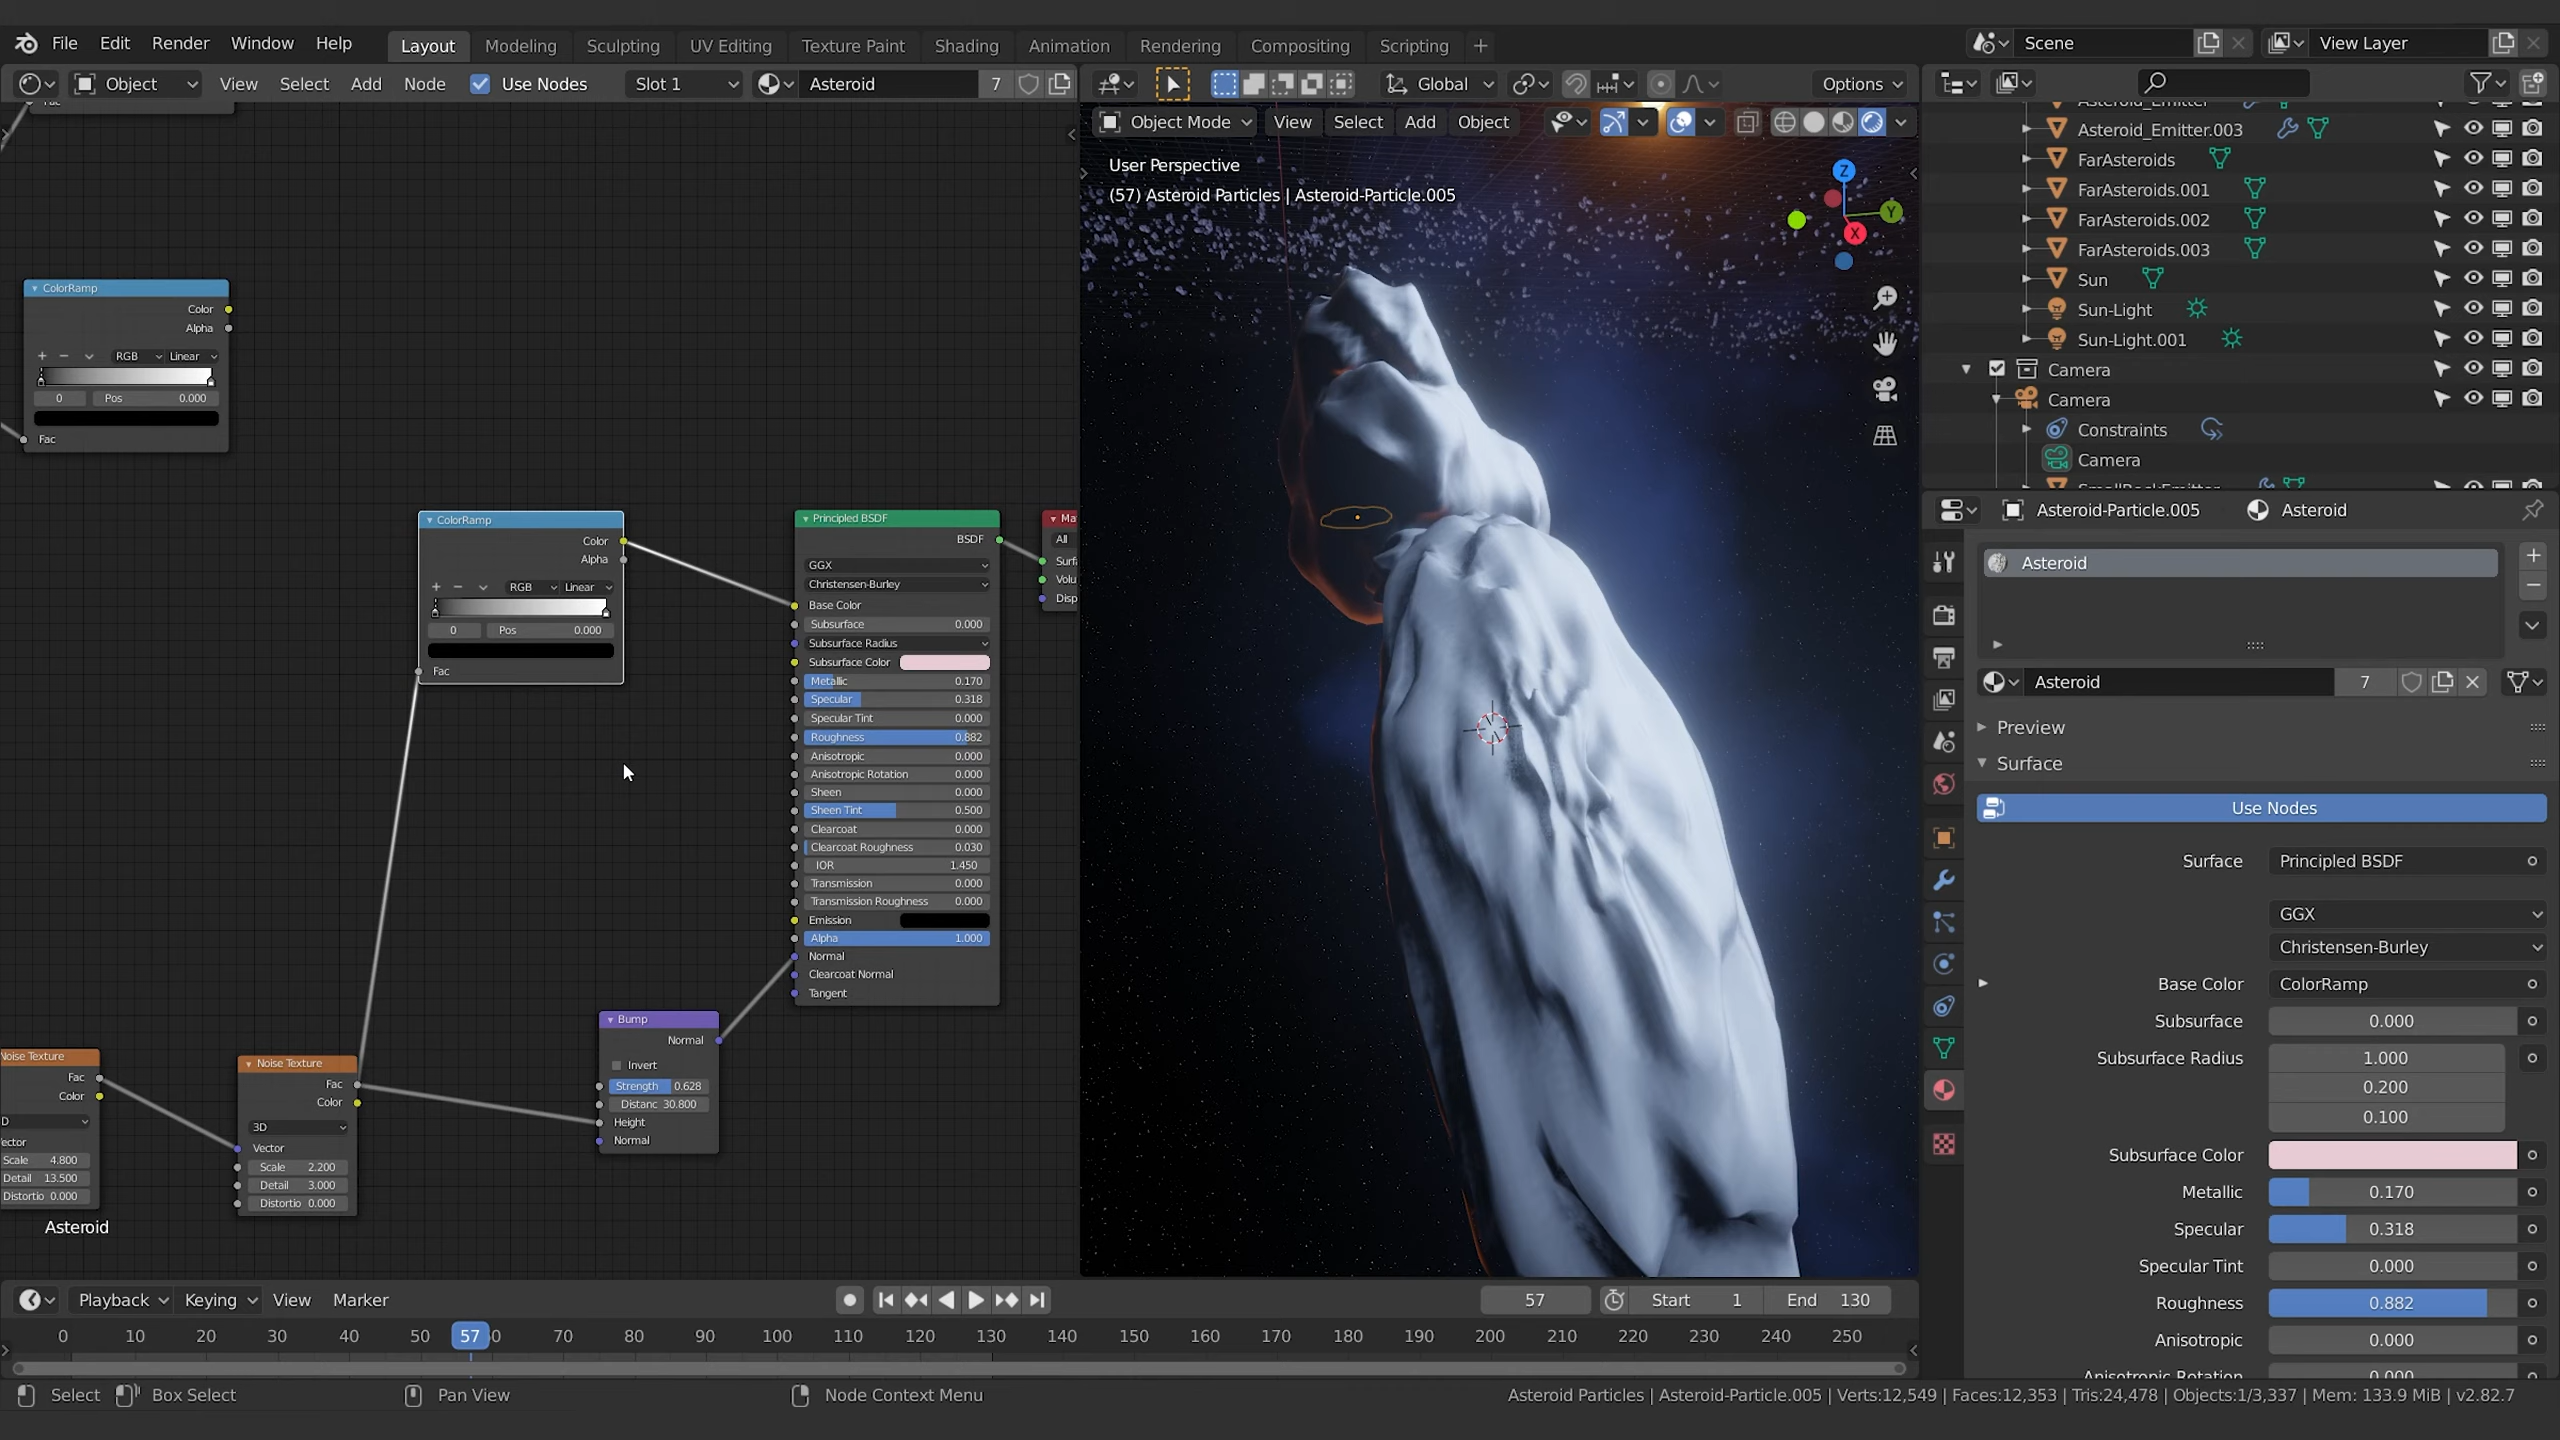 File Edit Render Window Help Layout Modeling Sculpting UV Editing Texture Paint Shading Animation Rendering Compositing Scripting + Scene View Layer
Object View Select Add Node Use Nodes Slot 1 Asteroid 7
Global Options
Object Mode View Select Add Object
User Perspective
(57) Asteroid Particles | Asteroid-Particle.005
Z
Y
X
ColorRamp
Color
Alpha
RGB Linear
0 Pos 0.000
Fac
ColorRamp
Color
Alpha
RGB Linear
0 Pos 0.000
Fac
Principled BSDF
BSDF
GGX
Christensen-Burley
Base Color
Subsurface 0.000
Subsurface Radius
Subsurface Color
Metallic 0.170
Specular 0.318
Specular Tint 0.000
Roughness 0.882
Anisotropic 0.000
Anisotropic Rotation 0.000
Sheen 0.000
Sheen Tint 0.500
Clearcoat 0.000
Clearcoat Roughness 0.030
IOR 1.450
Transmission 0.000
Transmission Roughness 0.000
Emission
Alpha 1.000
Normal
Clearcoat Normal
Tangent
Ma
All
Surf
Volu
Disp
Noise Texture
Fac
Color
D
ector
Scale 4.800
Detail 13.500
Distortio 0.000
Asteroid
Noise Texture
Fac
Color
3D
Vector
Scale 2.200
Detail 3.000
Distortio 0.000
Bump
Normal
Invert
Strength 0.628
Distanc 30.800
Height
Normal
Asteroid_Emitter
Asteroid_Emitter.003
FarAsteroids
FarAsteroids.001
FarAsteroids.002
FarAsteroids.003
Sun
Sun-Light
Sun-Light.001
Camera
Camera
Constraints
Camera
SmallRockEmitter
Asteroid-Particle.005 Asteroid
Asteroid
Asteroid 7
Preview
Surface
Use Nodes
Surface Principled BSDF
GGX
Christensen-Burley
Base Color ColorRamp
Subsurface 0.000
Subsurface Radius 1.000
0.200
0.100
Subsurface Color
Metallic 0.170
Specular 0.318
Specular Tint 0.000
Roughness 0.882
Anisotropic 0.000
Anisotropic Rotation 0.000
Playback Keying View Marker 57 Start 1 End 130
0 10 20 30 40 50 57 70 80 90 100 110 120 130 140 150 160 170 180 190 200 210 220 230 240 250
Select Box Select Pan View Node Context Menu Asteroid Particles | Asteroid-Particle.005 | Verts:12,549 | Faces:12,353 | Tris:24,478 | Objects:1/3,337 | Mem: 133.9 MiB | v2.82.7